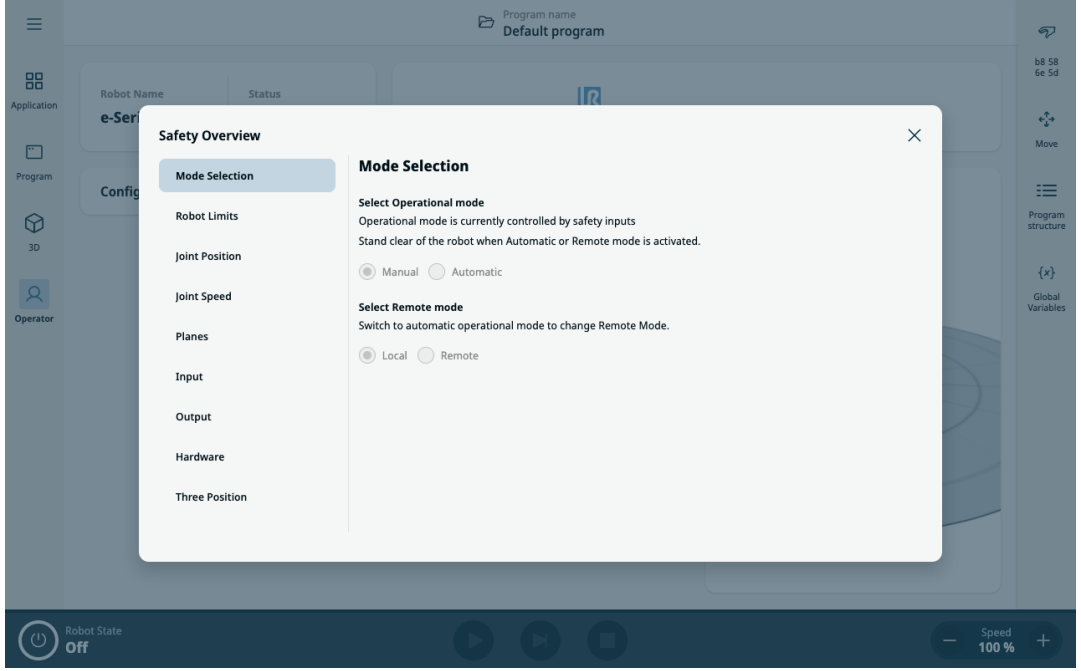 Program name
Default program
Application
Program
3D
Operator
Robot Name
Status
e-Seri
Config
Safety Overview
Mode Selection
Robot Limits
Joint Position
Joint Speed
Planes
Input
Output
Hardware
Three Position
Mode Selection
Select Operational mode
Operational mode is currently controlled by safety inputs
Stand clear of the robot when Automatic or Remote mode is activated.
Manual Automatic
Select Remote mode
Switch to automatic operational mode to change Remote Mode.
Local Remote
b8 58
6e 5d
Move
Program
structure
{x}
Global
Variables
Robot State
Off
Speed
100 %